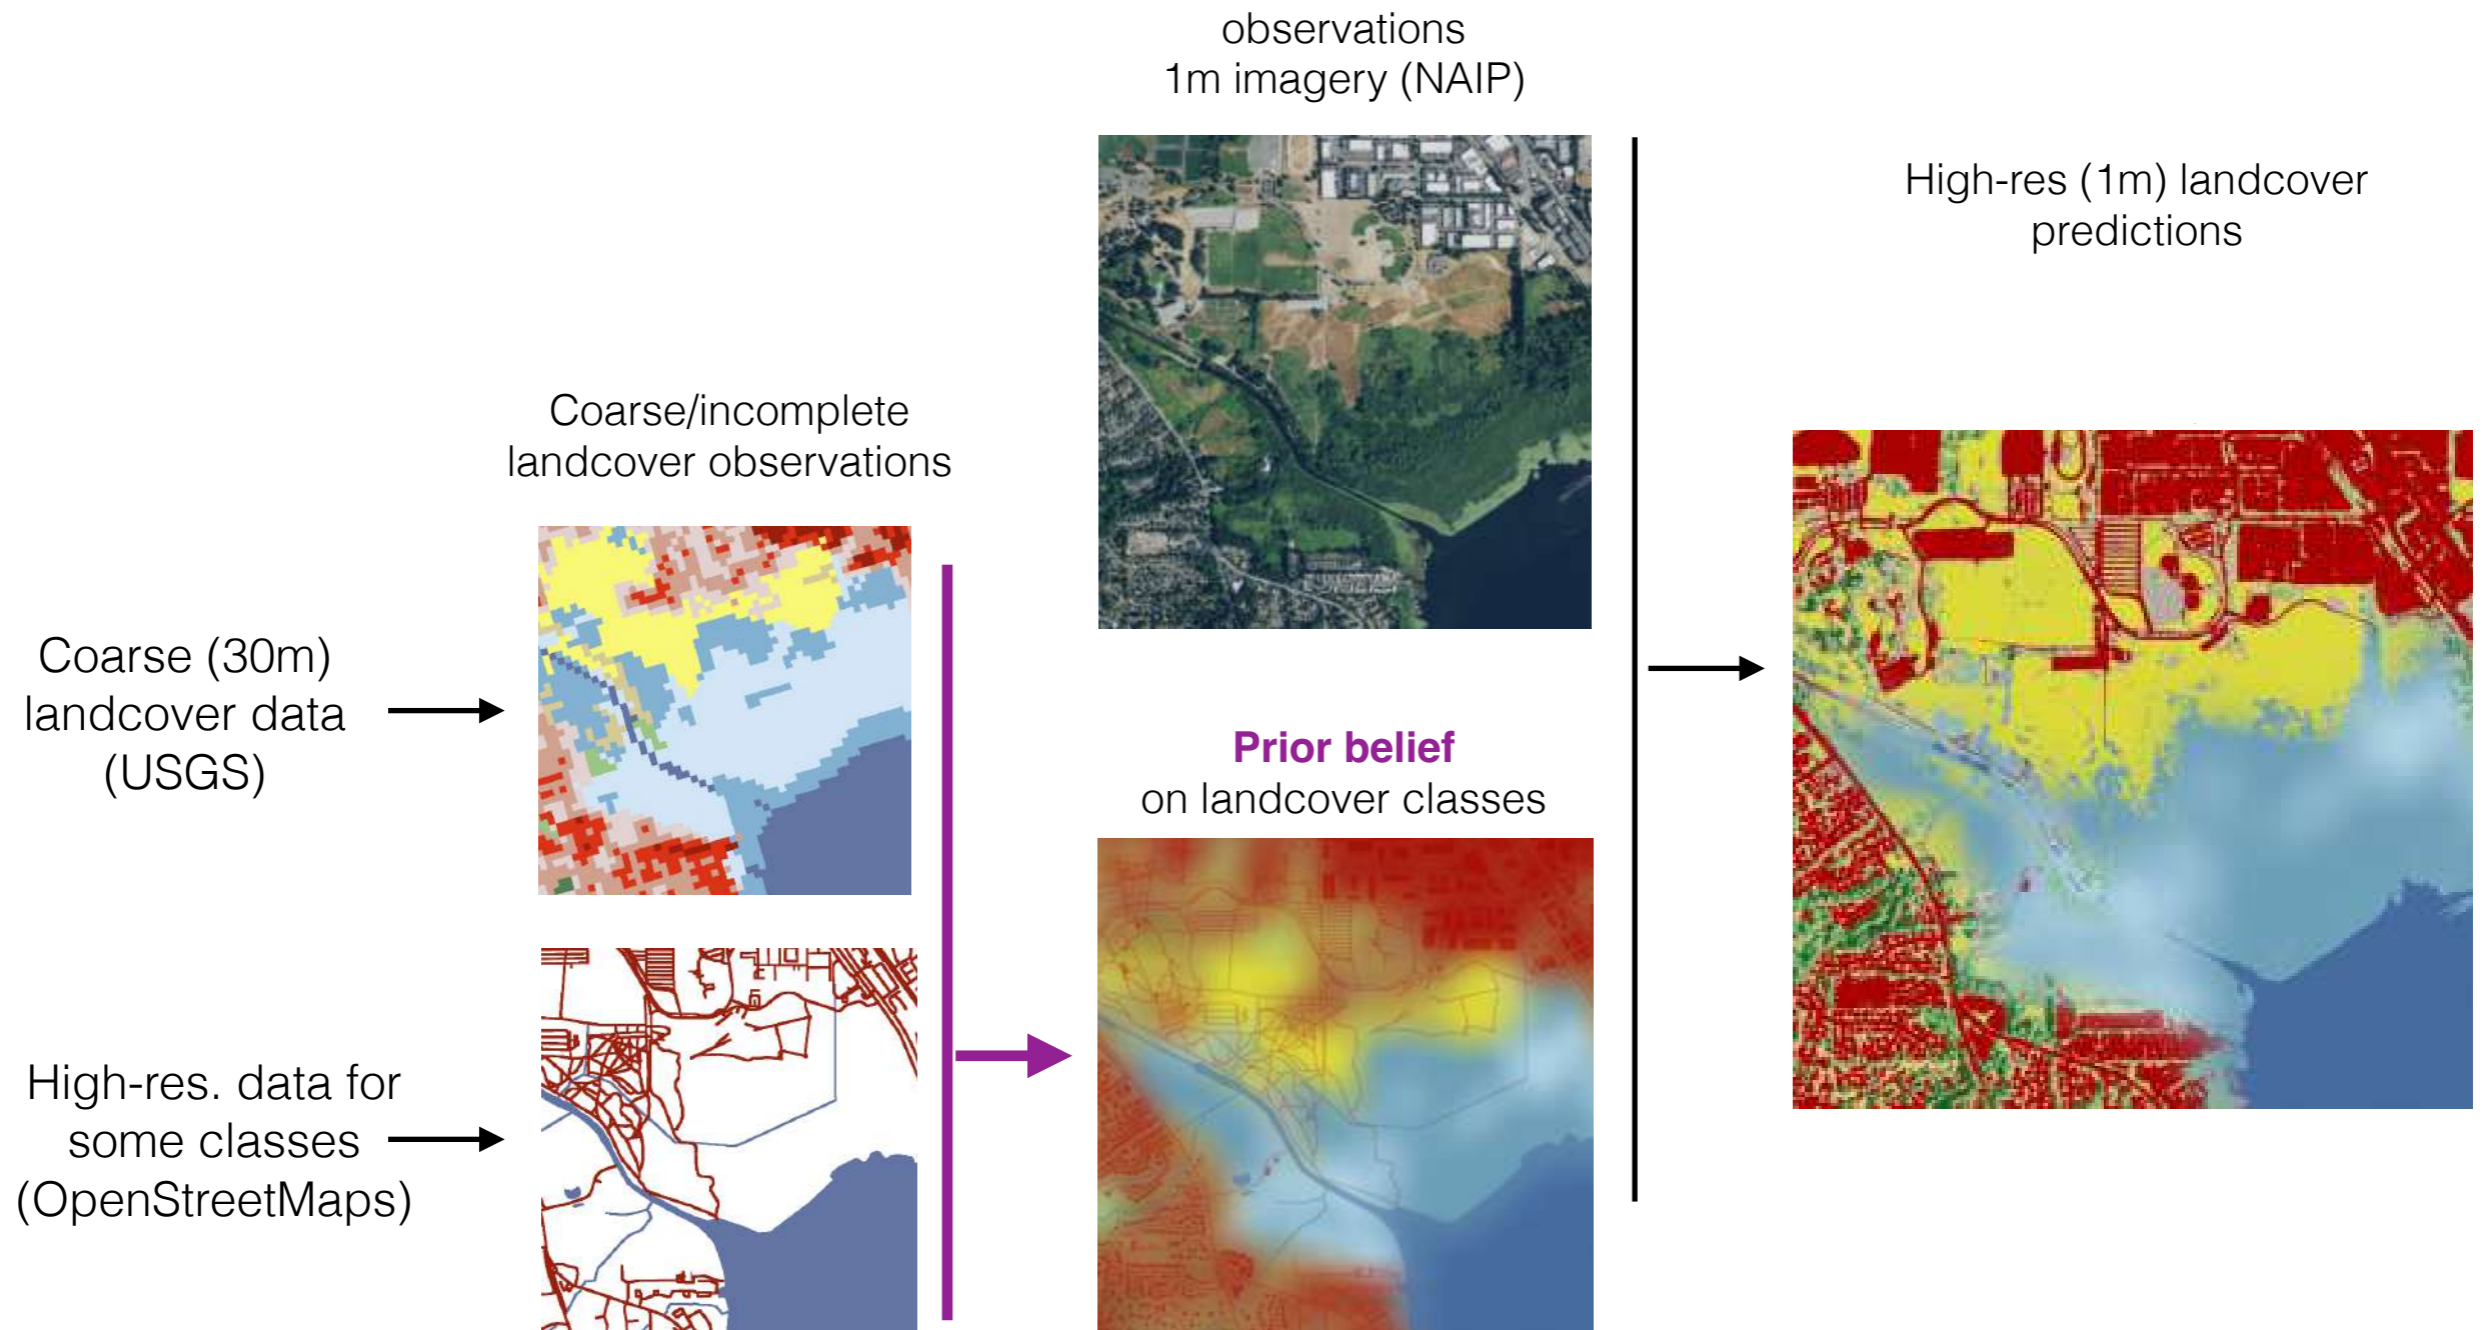 observations
1m imagery (NAIP)
High-res (1m) landcover
predictions
Coarse/incomplete
landcover observations
Coarse (30m)
landcover data
(USGS)
Prior belief
on landcover classes
High-res. data for
some classes
(OpenStreetMaps)